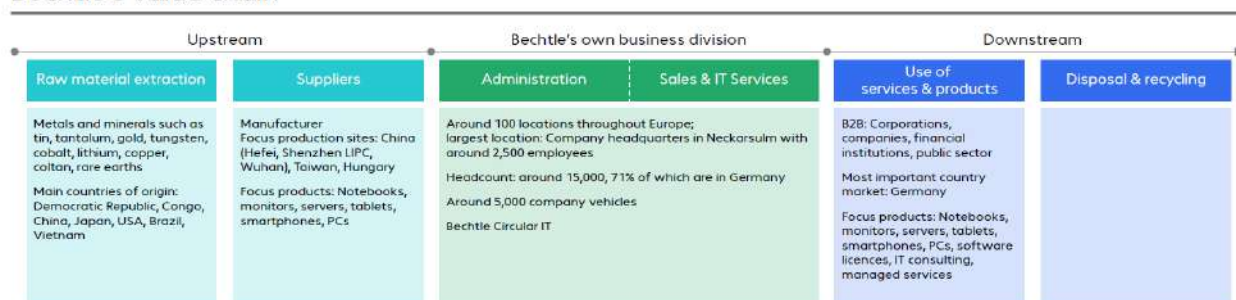 Upstream
Bechtle's own business division
Downstream
Raw material extraction
Suppliers
Administration
Sales & IT Services
Use of
services & products
Disposal & recycling
Metals and minerals such as
tin, tantalum, gold, tungsten,
cobalt, lithium, copper,
coltan, rare earths
Main countries of origin:
Democratic Republic, Congo,
China, Japan, USA, Brazil,
Vietnam
Manufacturer
Focus production sites: China
(Hefei, Shenzhen LIPC,
Wuhan), Taiwan, Hungary
Focus products: Notebooks,
monitors, servers, tablets,
smartphones, PCs
Around 100 locations throughout Europe;
largest location: Company headquarters in Neckarsulm with
around 2,500 employees
Headcount: around 15,000, 71% of which are in Germany
Around 5,000 company vehicles
Bechtle Circular IT
B2B: Corporations,
companies, financial
institutions, public sector
Most important country
market: Germany
Focus products: Notebooks,
monitors, servers, tablets,
smartphones, PCs, software
licences, IT consulting,
managed services